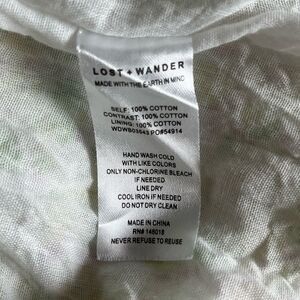 LOST + WANDER
MADE WITH THE EARTH IN MIND
SELF: 100% COTTON
CONTRAST: 100% COTTON
LINING: 100% COTTON
WDWB03643 PO#54914
HAND WASH COLD
WITH LIKE COLORS
ONLY NON-CHLORINE BLEACH
IF NEEDED
LINE DRY
COOL IRON IF NEEDED
DO NOT DRY CLEAN
MADE IN CHINA
RN# 148018
NEVER REFUSE TO REUSE